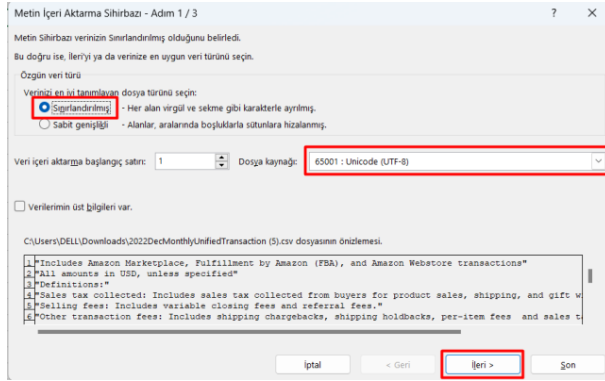 Metin İçeri Aktarma Sihirbazı - Adım 1 / 3
Metin Sihirbazı verinizin Sınırlandırılmış olduğunu belirledi.
Bu doğru ise, İleri'yi ya da verinize en uygun veri türünü seçin.
Özgün veri türü
Verinizi en iyi tanımlayan dosya türünü seçin:
Sınırlandırılmış - Her alan virgül ve sekme gibi karakterle ayrılmış.
Sabit genişlikli - Alanlar, aralarında boşluklarla sütunlara hizalanmış.
Veri içeri aktarma başlangıç satırı: 1 Dosya kaynağı: 65001 : Unicode (UTF-8)
Verilerimin üst bilgileri var.
C:\Users\DELL\Downloads\2022DecMonthlyUnifiedTransaction (5).csv dosyasının önizlemesi.
1 "Includes Amazon Marketplace, Fulfillment by Amazon (FBA), and Amazon Webstore transactions"
2 "All amounts in USD, unless specified"
3 "Definitions:"
4 "Sales tax collected: Includes sales tax collected from buyers for product sales, shipping, and gift w
5 "Selling fees: Includes variable closing fees and referral fees."
6 "Other transaction fees: Includes shipping chargebacks, shipping holdbacks, per-item fees and sales t
İptal < Geri İleri > Son